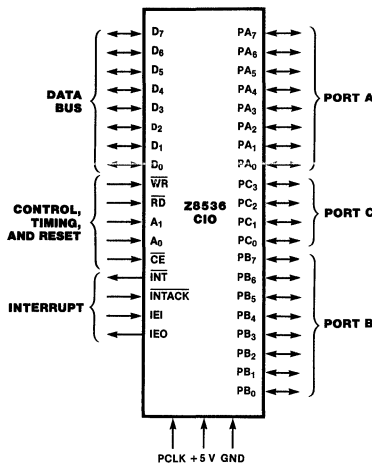 D7
D6
D5
D4
D3
D2
D1
D0
DATA
BUS
WR
RD
A1
A0
CE
CONTROL,
TIMING,
AND RESET
INT
INTACK
IEI
IEO
INTERRUPT
Z8536
CIO
PA7
PA6
PA5
PA4
PA3
PA2
PA1
PA0
PORT A
PC3
PC2
PC1
PC0
PORT C
PB7
PB6
PB5
PB4
PB3
PB2
PB1
PB0
PORT B
PCLK +5 V GND